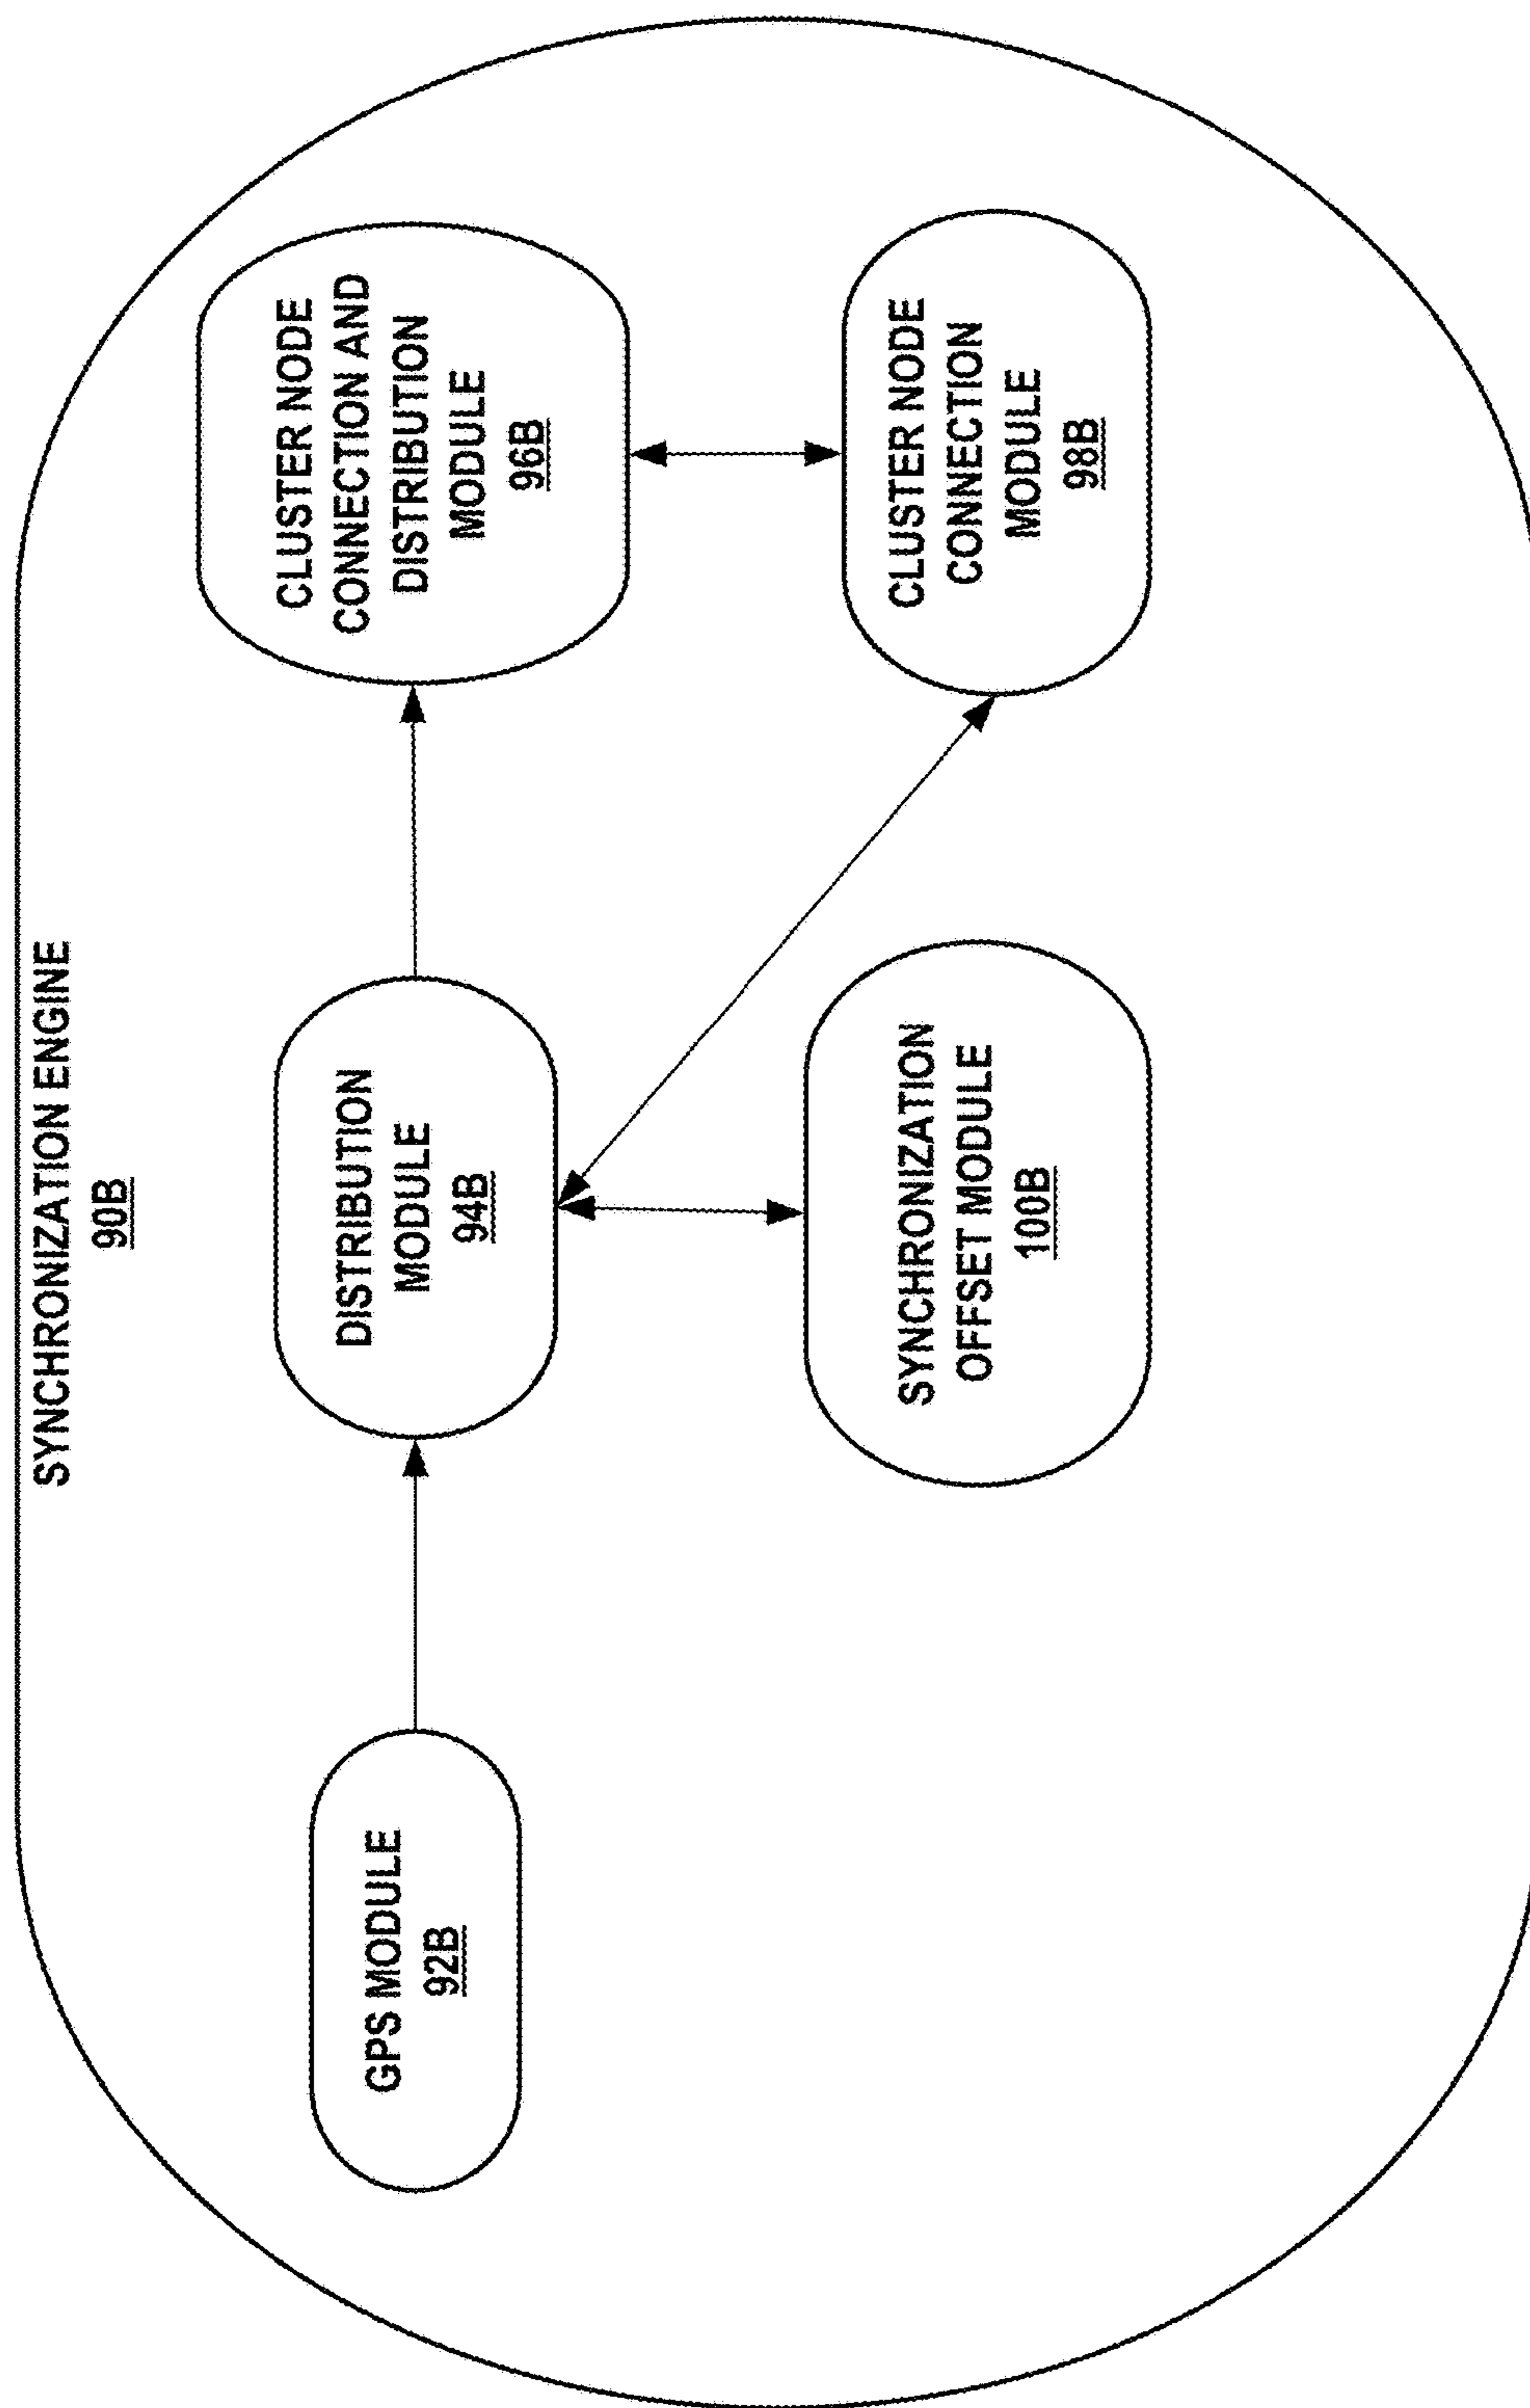 SYNCHRONIZATION ENGINE
90B
GPS MODULE
92B
DISTRIBUTION
MODULE
94B
CLUSTER NODE
CONNECTION AND
DISTRIBUTION
MODULE
96B
SYNCHRONIZATION
OFFSET MODULE
100B
CLUSTER NODE
CONNECTION
MODULE
98B